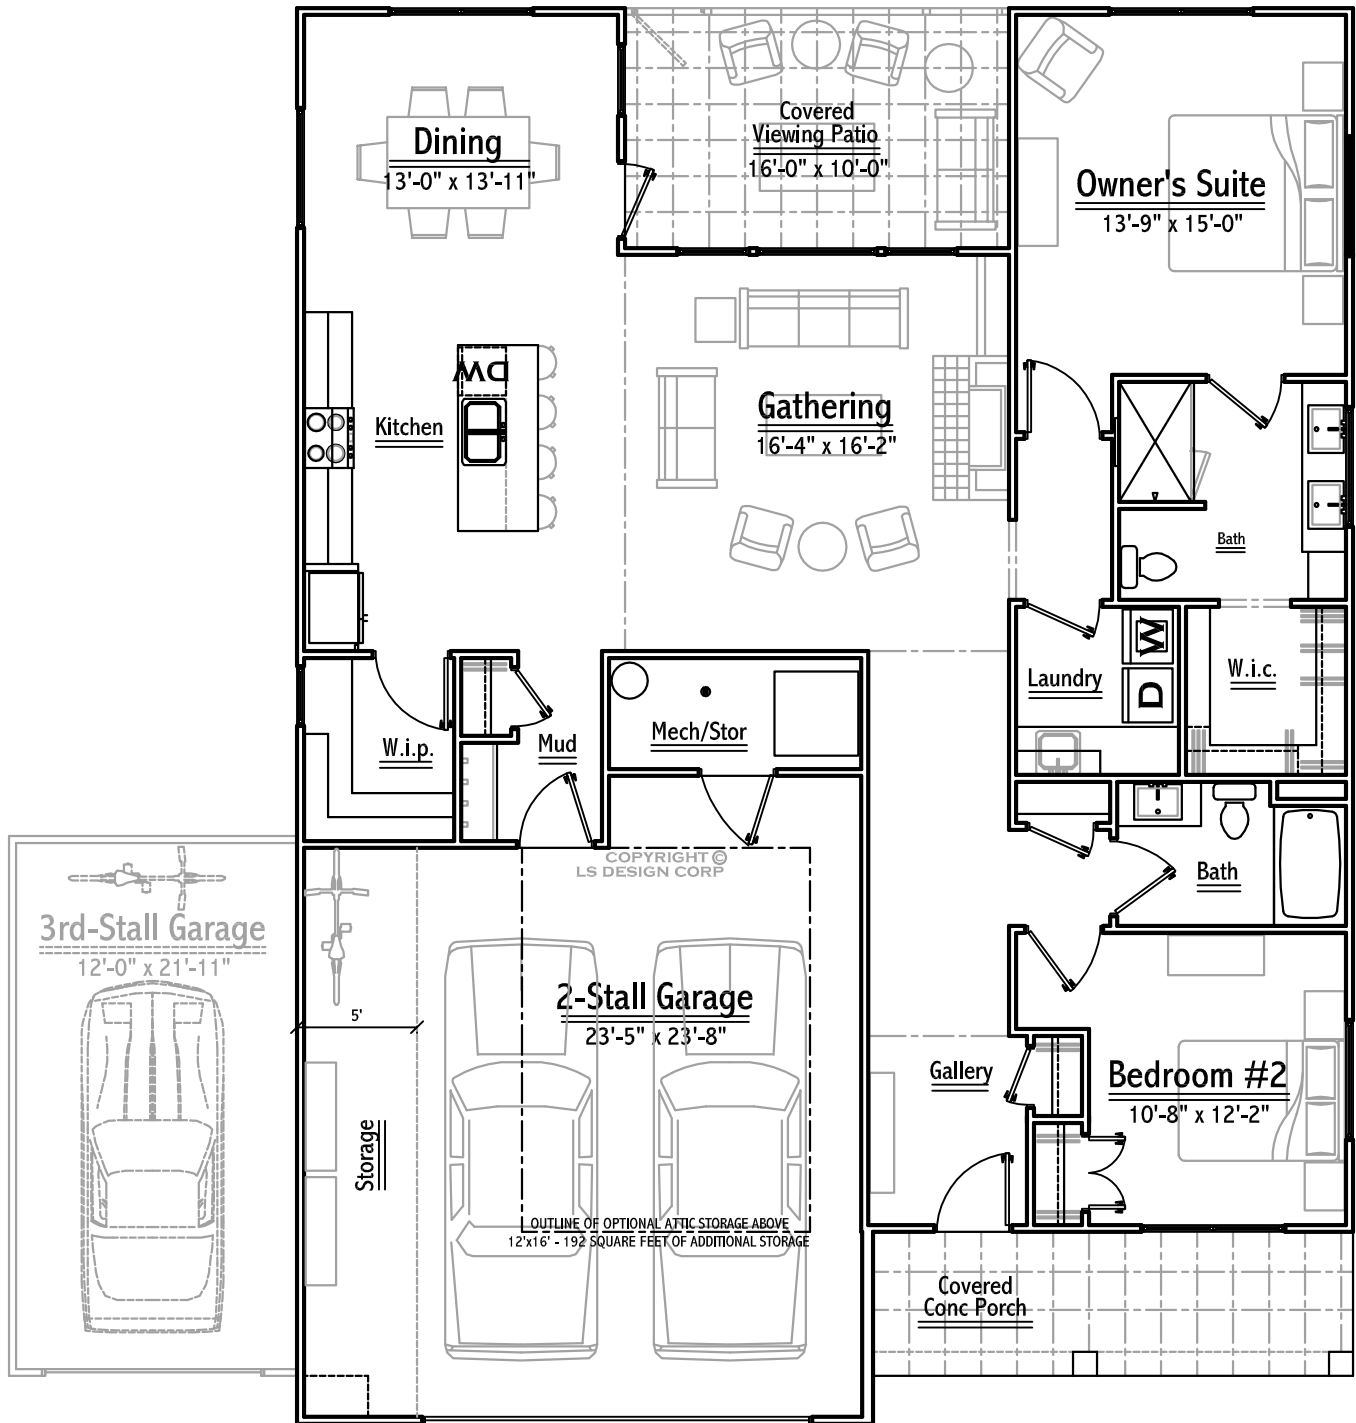 Covered
Viewing Patio
16'-0" x 10'-0"
Dining
13'-0" x 13'-11"
Owner's Suite
13'-9" x 15'-0"
DW
Kitchen
Gathering
16'-4" x 16'-2"
Bath
W
D
Laundry
W.i.c.
W.i.p.
Mud
Mech/Stor
COPYRIGHT ©
LS DESIGN CORP
Bath
3rd-Stall Garage
12'-0" x 21'-11"
5'
2-Stall Garage
23'-5" x 23'-8"
Storage
Gallery
Bedroom #2
10'-8" x 12'-2"
OUTLINE OF OPTIONAL ATTIC STORAGE ABOVE
12'x16' - 192 SQUARE FEET OF ADDITIONAL STORAGE
Covered
Conc Porch